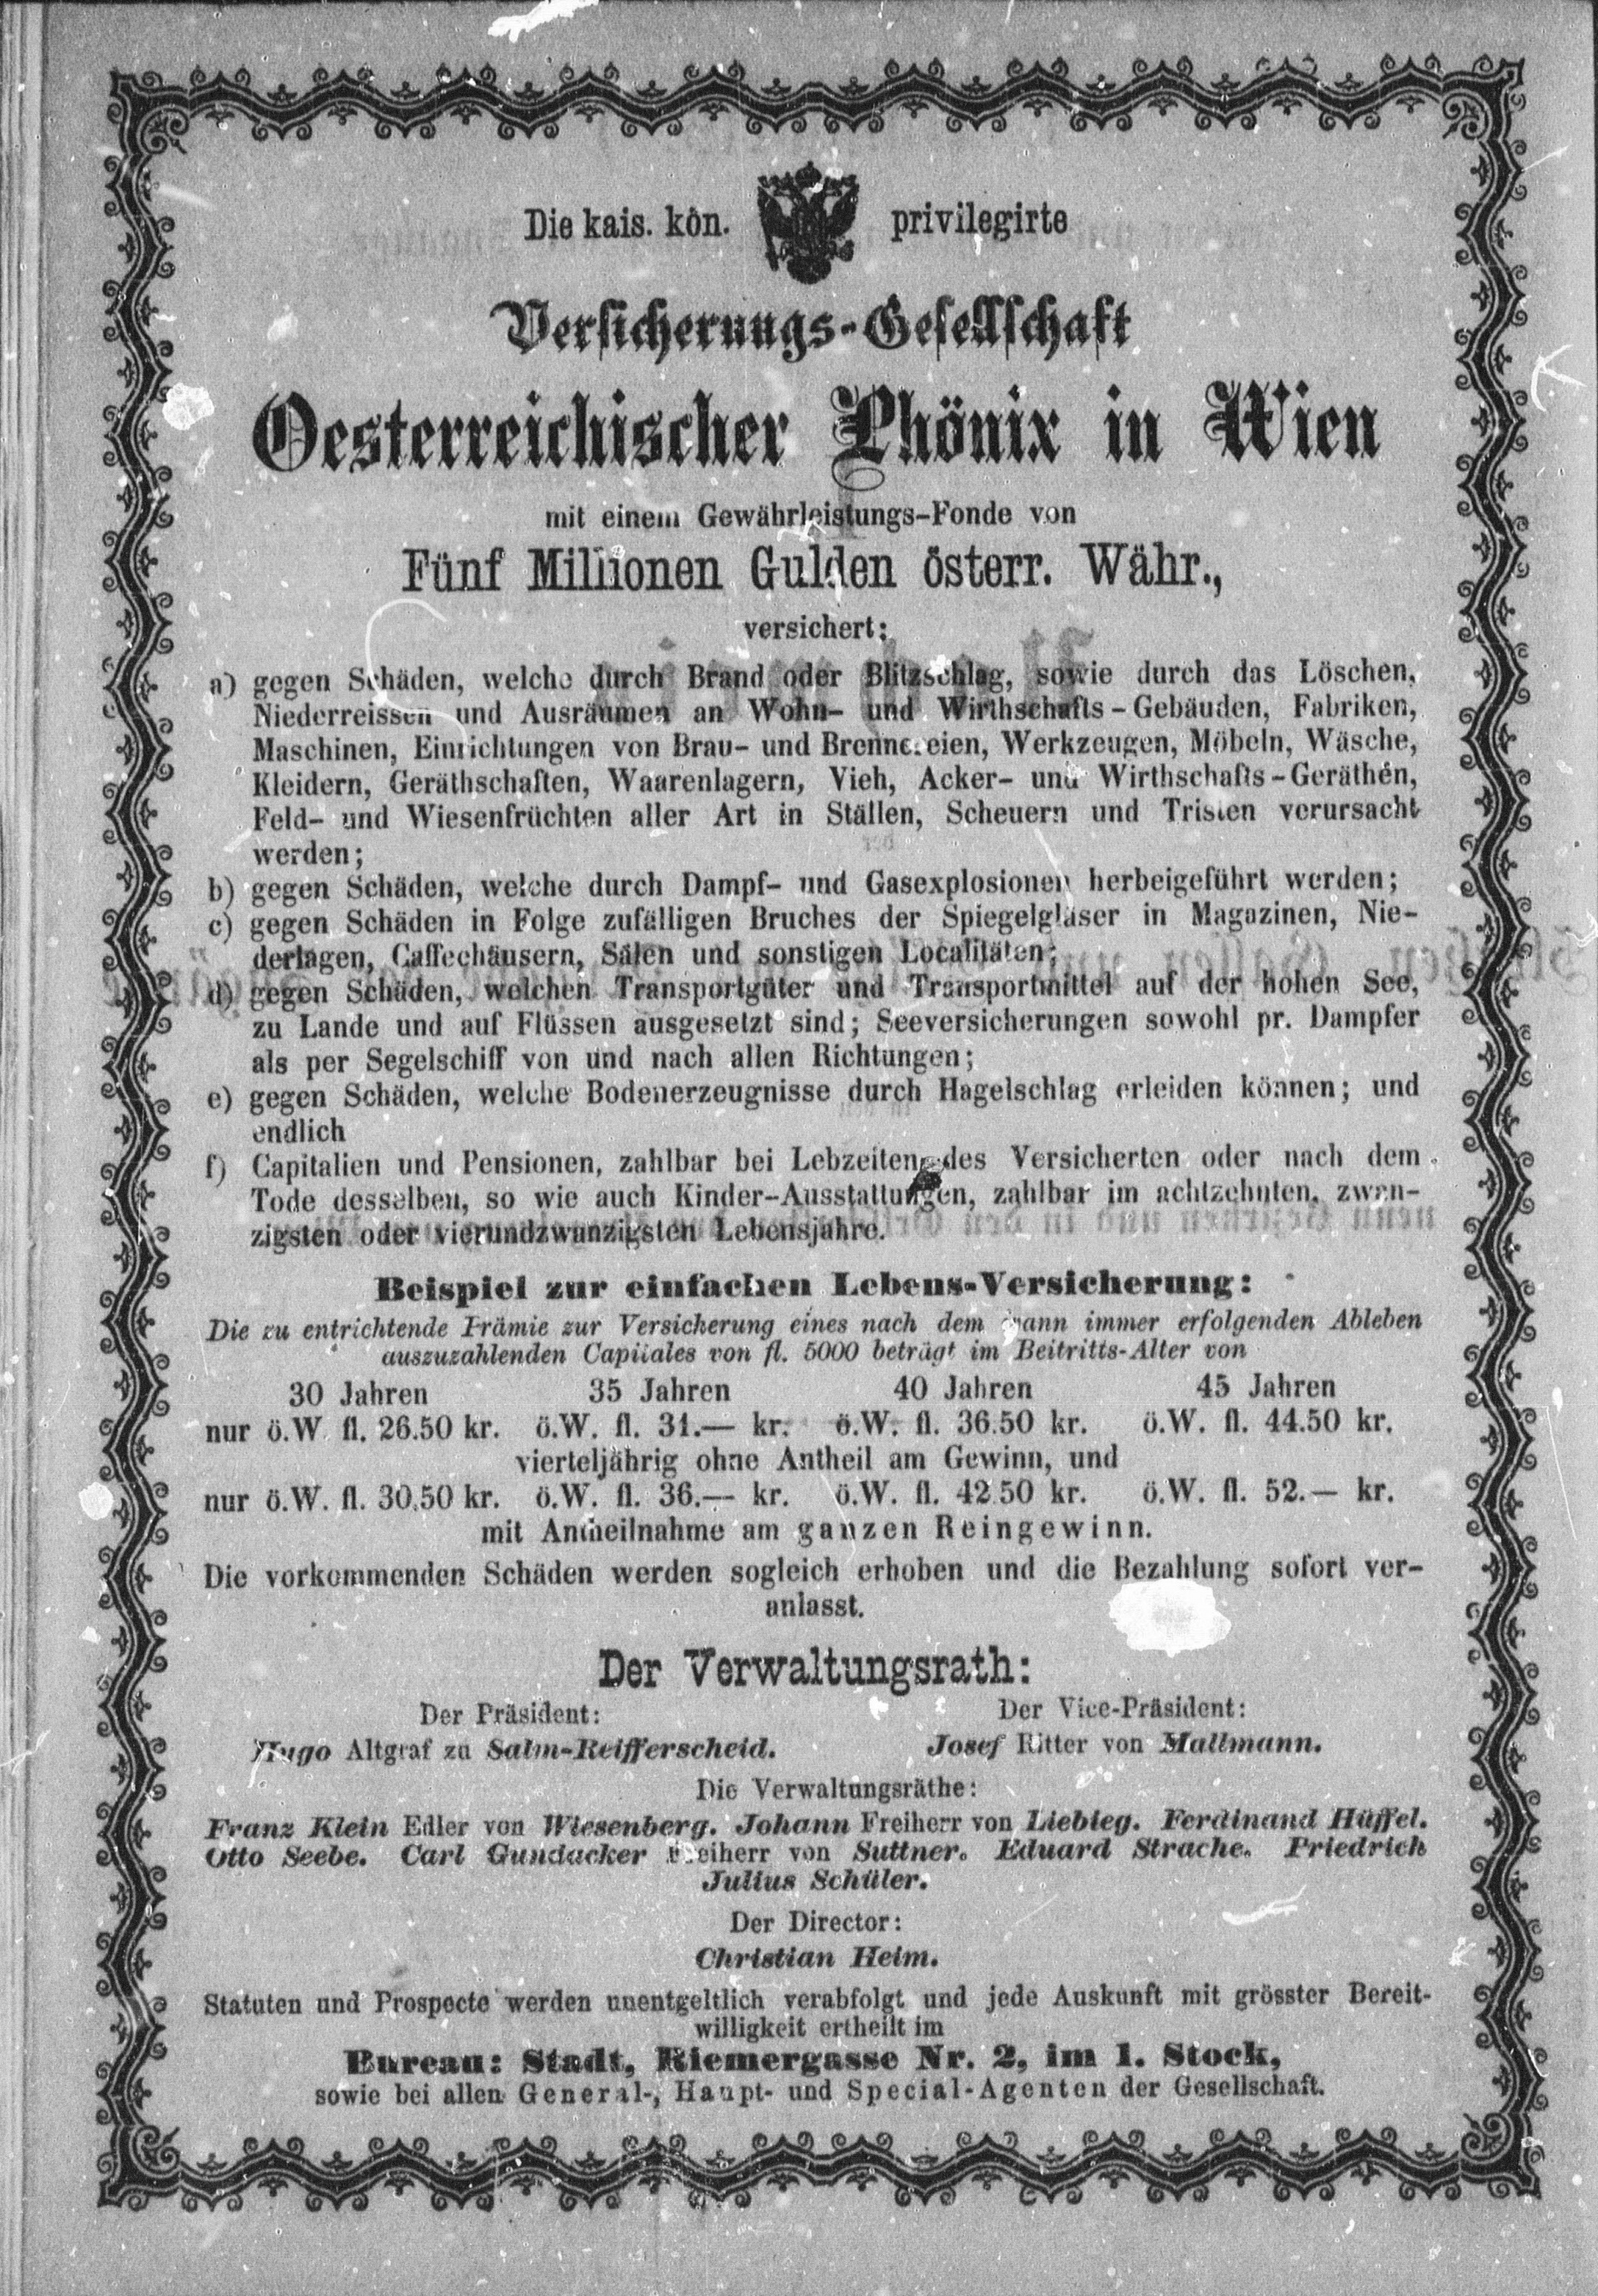 Die kais. kön. privilegirte
Versicherungs-Gesellschaft
Oesterreichischer Phönix in Wien
mit einem Gewährleistungs-Fonde von
Fünf Millionen Gulden österr. Währ.,
versichert:
a) gegen Schäden, welche durch Brand oder Blitzschlag, sowie durch das Löschen,
Niederreissen und Ausräumen an Wohn- und Wirthschafts-Gebäuden, Fabriken,
Maschinen, Einrichtungen von Brau- und Brennereien, Werkzeugen, Möbeln, Wäsche,
Kleidern, Geräthschaften, Waarenlagern, Vieh, Acker- und Wirthschafts-Geräthen,
Feld- und Wiesenfrüchten aller Art in Ställen, Scheuern und Tristen verursacht
werden;
b) gegen Schäden, welche durch Dampf- und Gasexplosionen herbeigeführt werden;
c) gegen Schäden in Folge zufälligen Bruches der Spiegelgläser in Magazinen, Nie-
derlagen, Caffeehäusern, Sälen und sonstigen Localitäten;
d) gegen Schäden, welchen Transportgüter und Transportmittel auf der hohen See,
zu Lande und auf Flüssen ausgesetzt sind; Seeversicherungen sowohl pr. Dampfer
als per Segelschiff von und nach allen Richtungen;
e) gegen Schäden, welche Bodenerzeugnisse durch Hagelschlag erleiden können; und
endlich
f) Capitalien und Pensionen, zahlbar bei Lebzeiten des Versicherten oder nach dem
Tode desselben, so wie auch Kinder-Ausstattungen, zahlbar im achtzehnten, zwan-
zigsten oder vierundzwanzigsten Lebensjahre.
Beispiel zur einfachen Lebens-Versicherung:
Die zu entrichtende Prämie zur Versicherung eines nach dem wann immer erfolgenden Ableben
auszuzahlenden Capitales von fl. 5000 beträgt im Beitritts-Alter von
30 Jahren 35 Jahren 40 Jahren 45 Jahren
nur ö.W. fl. 26.50 kr. ö.W. fl. 31.— kr. ö.W. fl. 36.50 kr. ö.W. fl. 44.50 kr.
vierteljährig ohne Antheil am Gewinn, und
nur ö.W. fl. 30.50 kr. ö.W. fl. 36.— kr. ö.W. fl. 42.50 kr. ö.W. fl. 52.— kr.
mit Antheilnahme am ganzen Reingewinn.
Die vorkommenden Schäden werden sogleich erhoben und die Bezahlung sofort ver-
anlasst.
Der Verwaltungsrath:
Der Präsident: Der Vice-Präsident:
Hugo Altgraf zu Salm-Reifferscheid. Josef Ritter von Mallmann.
Die Verwaltungsräthe:
Franz Klein Edler von Wiesenberg. Johann Freiherr von Liebieg. Ferdinand Hüffel.
Otto Seebe. Carl Gundacker Freiherr von Suttner. Eduard Strache. Friedrich
Julius Schüler.
Der Director:
Christian Heim.
Statuten und Prospecte werden unentgeltlich verabfolgt und jede Auskunft mit grösster Bereit-
willigkeit ertheilt im
Bureau: Stadt, Riemergasse Nr. 2, im 1. Stock,
sowie bei allen General-, Haupt- und Special-Agenten der Gesellschaft.